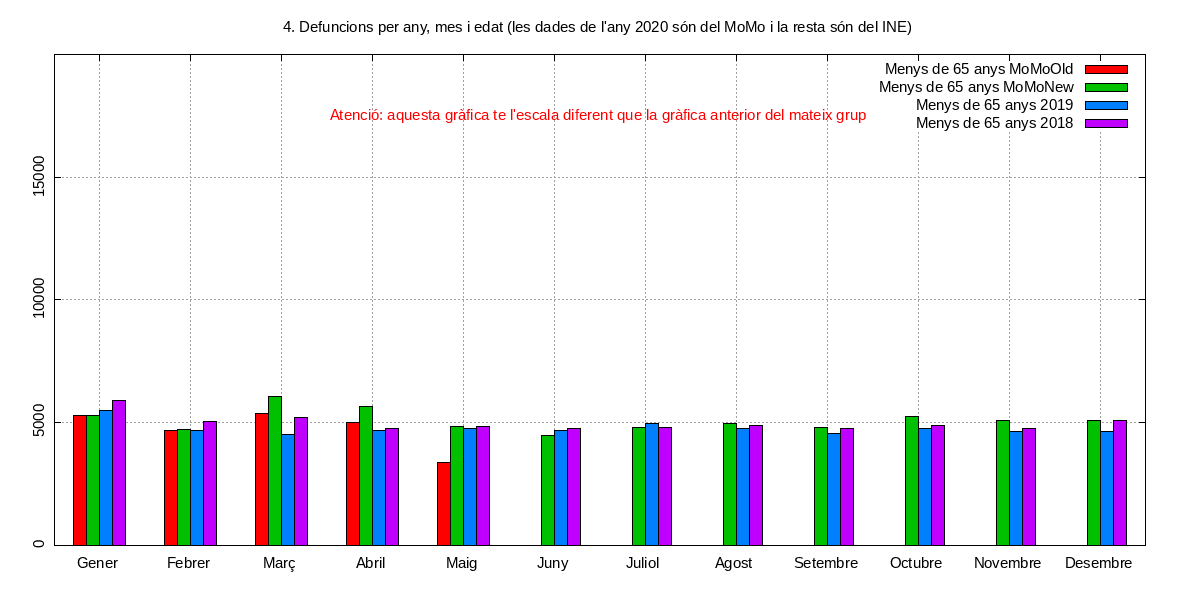 4. Defuncions per any, mes i edat (les dades de l'any 2020 són del MoMo i la resta són del INE)
Menys de 65 anys MoMoOld
Menys de 65 anys MoMoNew
Menys de 65 anys 2019
Menys de 65 anys 2018
Atenció: aquesta gràfica te l'escala diferent que la gràfica anterior del mateix grup
15000
10000
5000
0
Gener Febrer Març Abril Maig Juny Juliol Agost Setembre Octubre Novembre Desembre